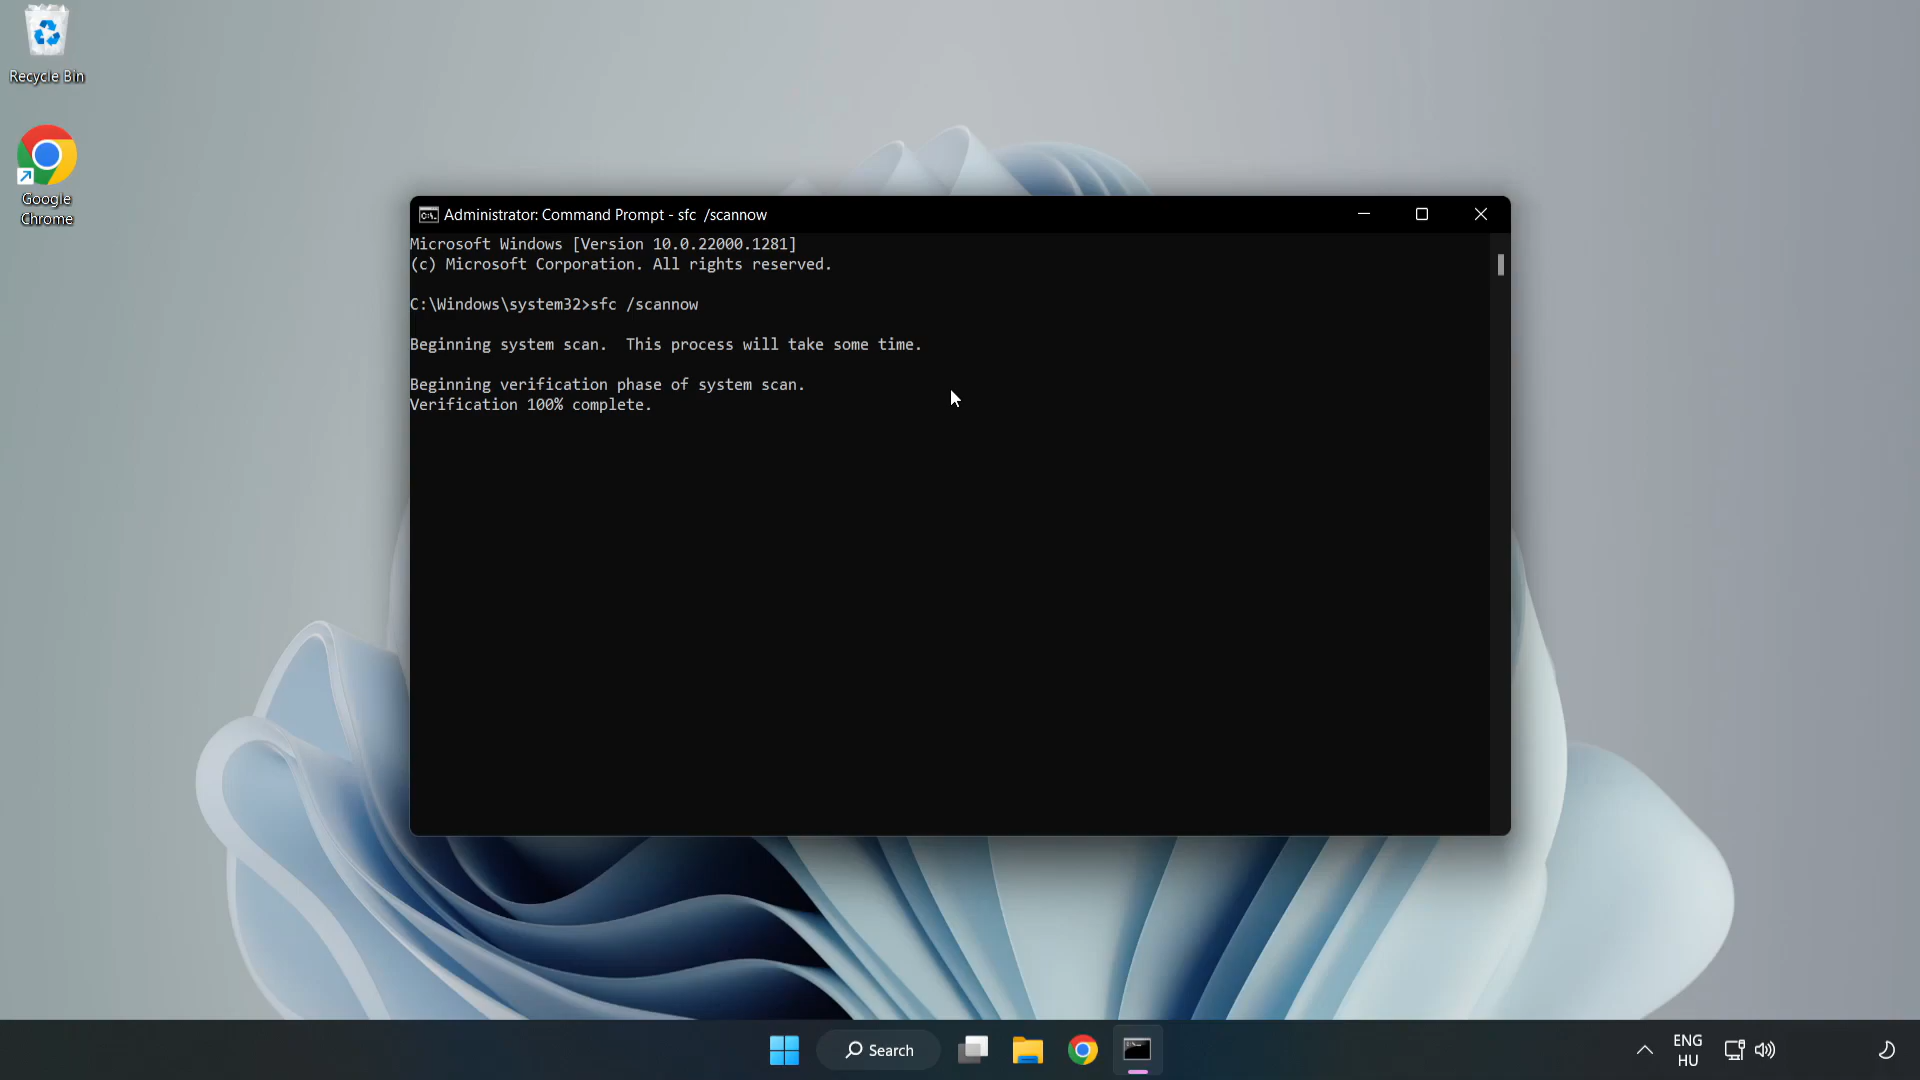 Recycle Bin
Google
Chrome
Administrator: Command Prompt - sfc  /scannow
Microsoft Windows [Version 10.0.22000.1281]
(c) Microsoft Corporation. All rights reserved.
C:\Windows\system32>sfc /scannow
Beginning system scan.  This process will take some time.
Beginning verification phase of system scan.
Verification 100% complete.
Search
ENG
HU